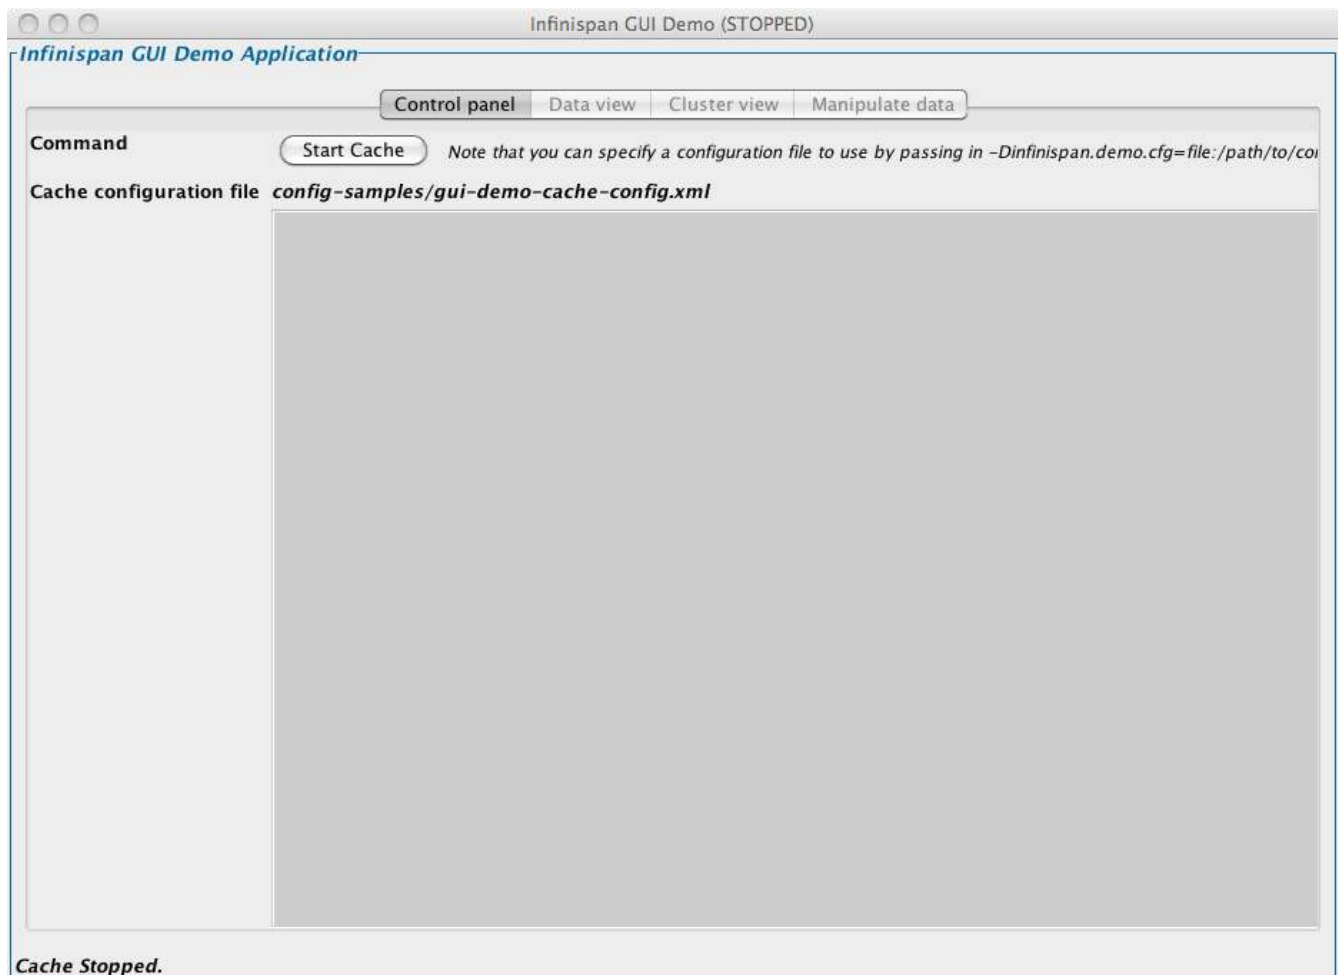 Infinispan GUI Demo (STOPPED)
Infinispan GUI Demo Application
Control panel Data view Cluster view Manipulate data
Command Start Cache Note that you can specify a configuration file to use by passing in -Dinfinispan.demo.cfg=file:/path/to/co
Cache configuration file config-samples/gui-demo-cache-config.xml
Cache Stopped.